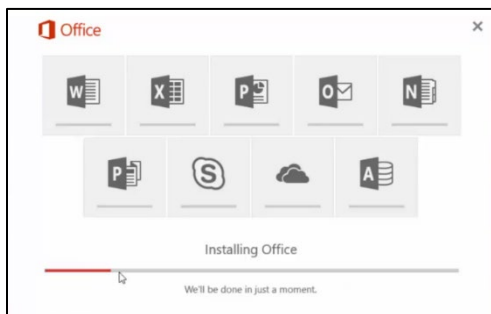 Office
W X P O N
P S A
Installing Office
We'll be done in just a moment.